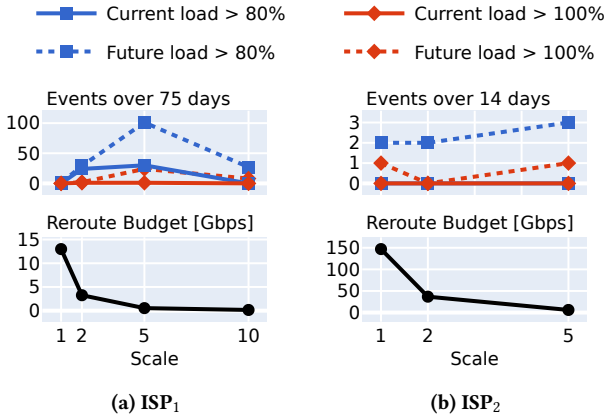 Current load > 80%
Current load > 100%
Future load > 80%
Future load > 100%
Events over 75 days
100
50
0
Reroute Budget [Gbps]
15
10
5
0
1 2 5 10
Scale
(a) ISP₁
Events over 14 days
3
2
1
0
Reroute Budget [Gbps]
150
100
50
0
1 2 5
Scale
(b) ISP₂